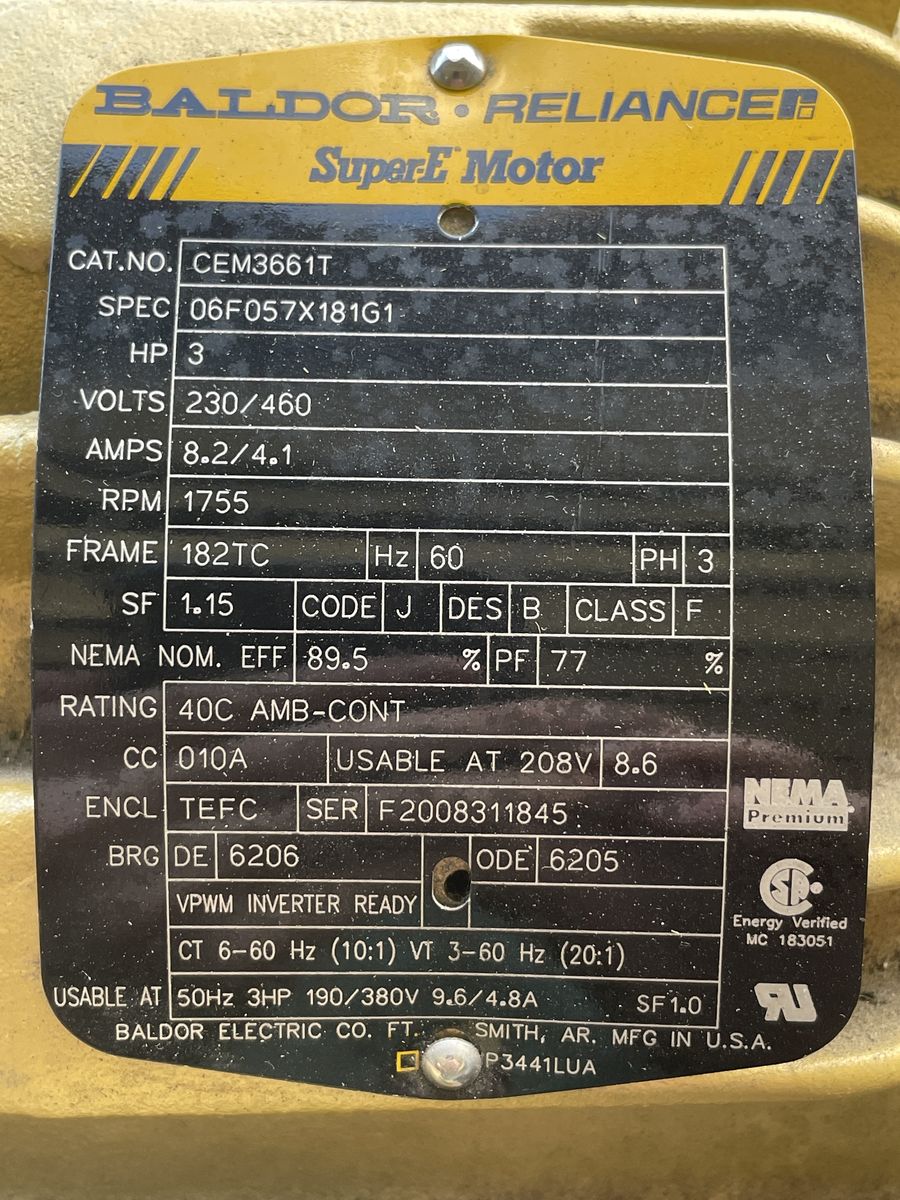 BALDOR • RELIANCE
Super-E Motor
CAT.NO. CEM3661T
SPEC 06F057X181G1
HP 3
VOLTS 230/460
AMPS 8.2/4.1
RPM 1755
FRAME 182TC Hz 60 PH 3
SF 1.15 CODE J DES B CLASS F
NEMA NOM. EFF 89.5 % PF 77 %
RATING 40C AMB-CONT
CC 010A USABLE AT 208V 8.6
ENCL TEFC SER F2008311845
BRG DE 6206 ODE 6205
VPWM INVERTER READY
CT 6-60 Hz (10:1) VT 3-60 Hz (20:1)
USABLE AT 50Hz 3HP 190/380V 9.6/4.8A SF1.0
BALDOR ELECTRIC CO. FT. SMITH, AR. MFG IN U.S.A.
P3441LUA
NEMA
Premium
Energy Verified
MC 183051